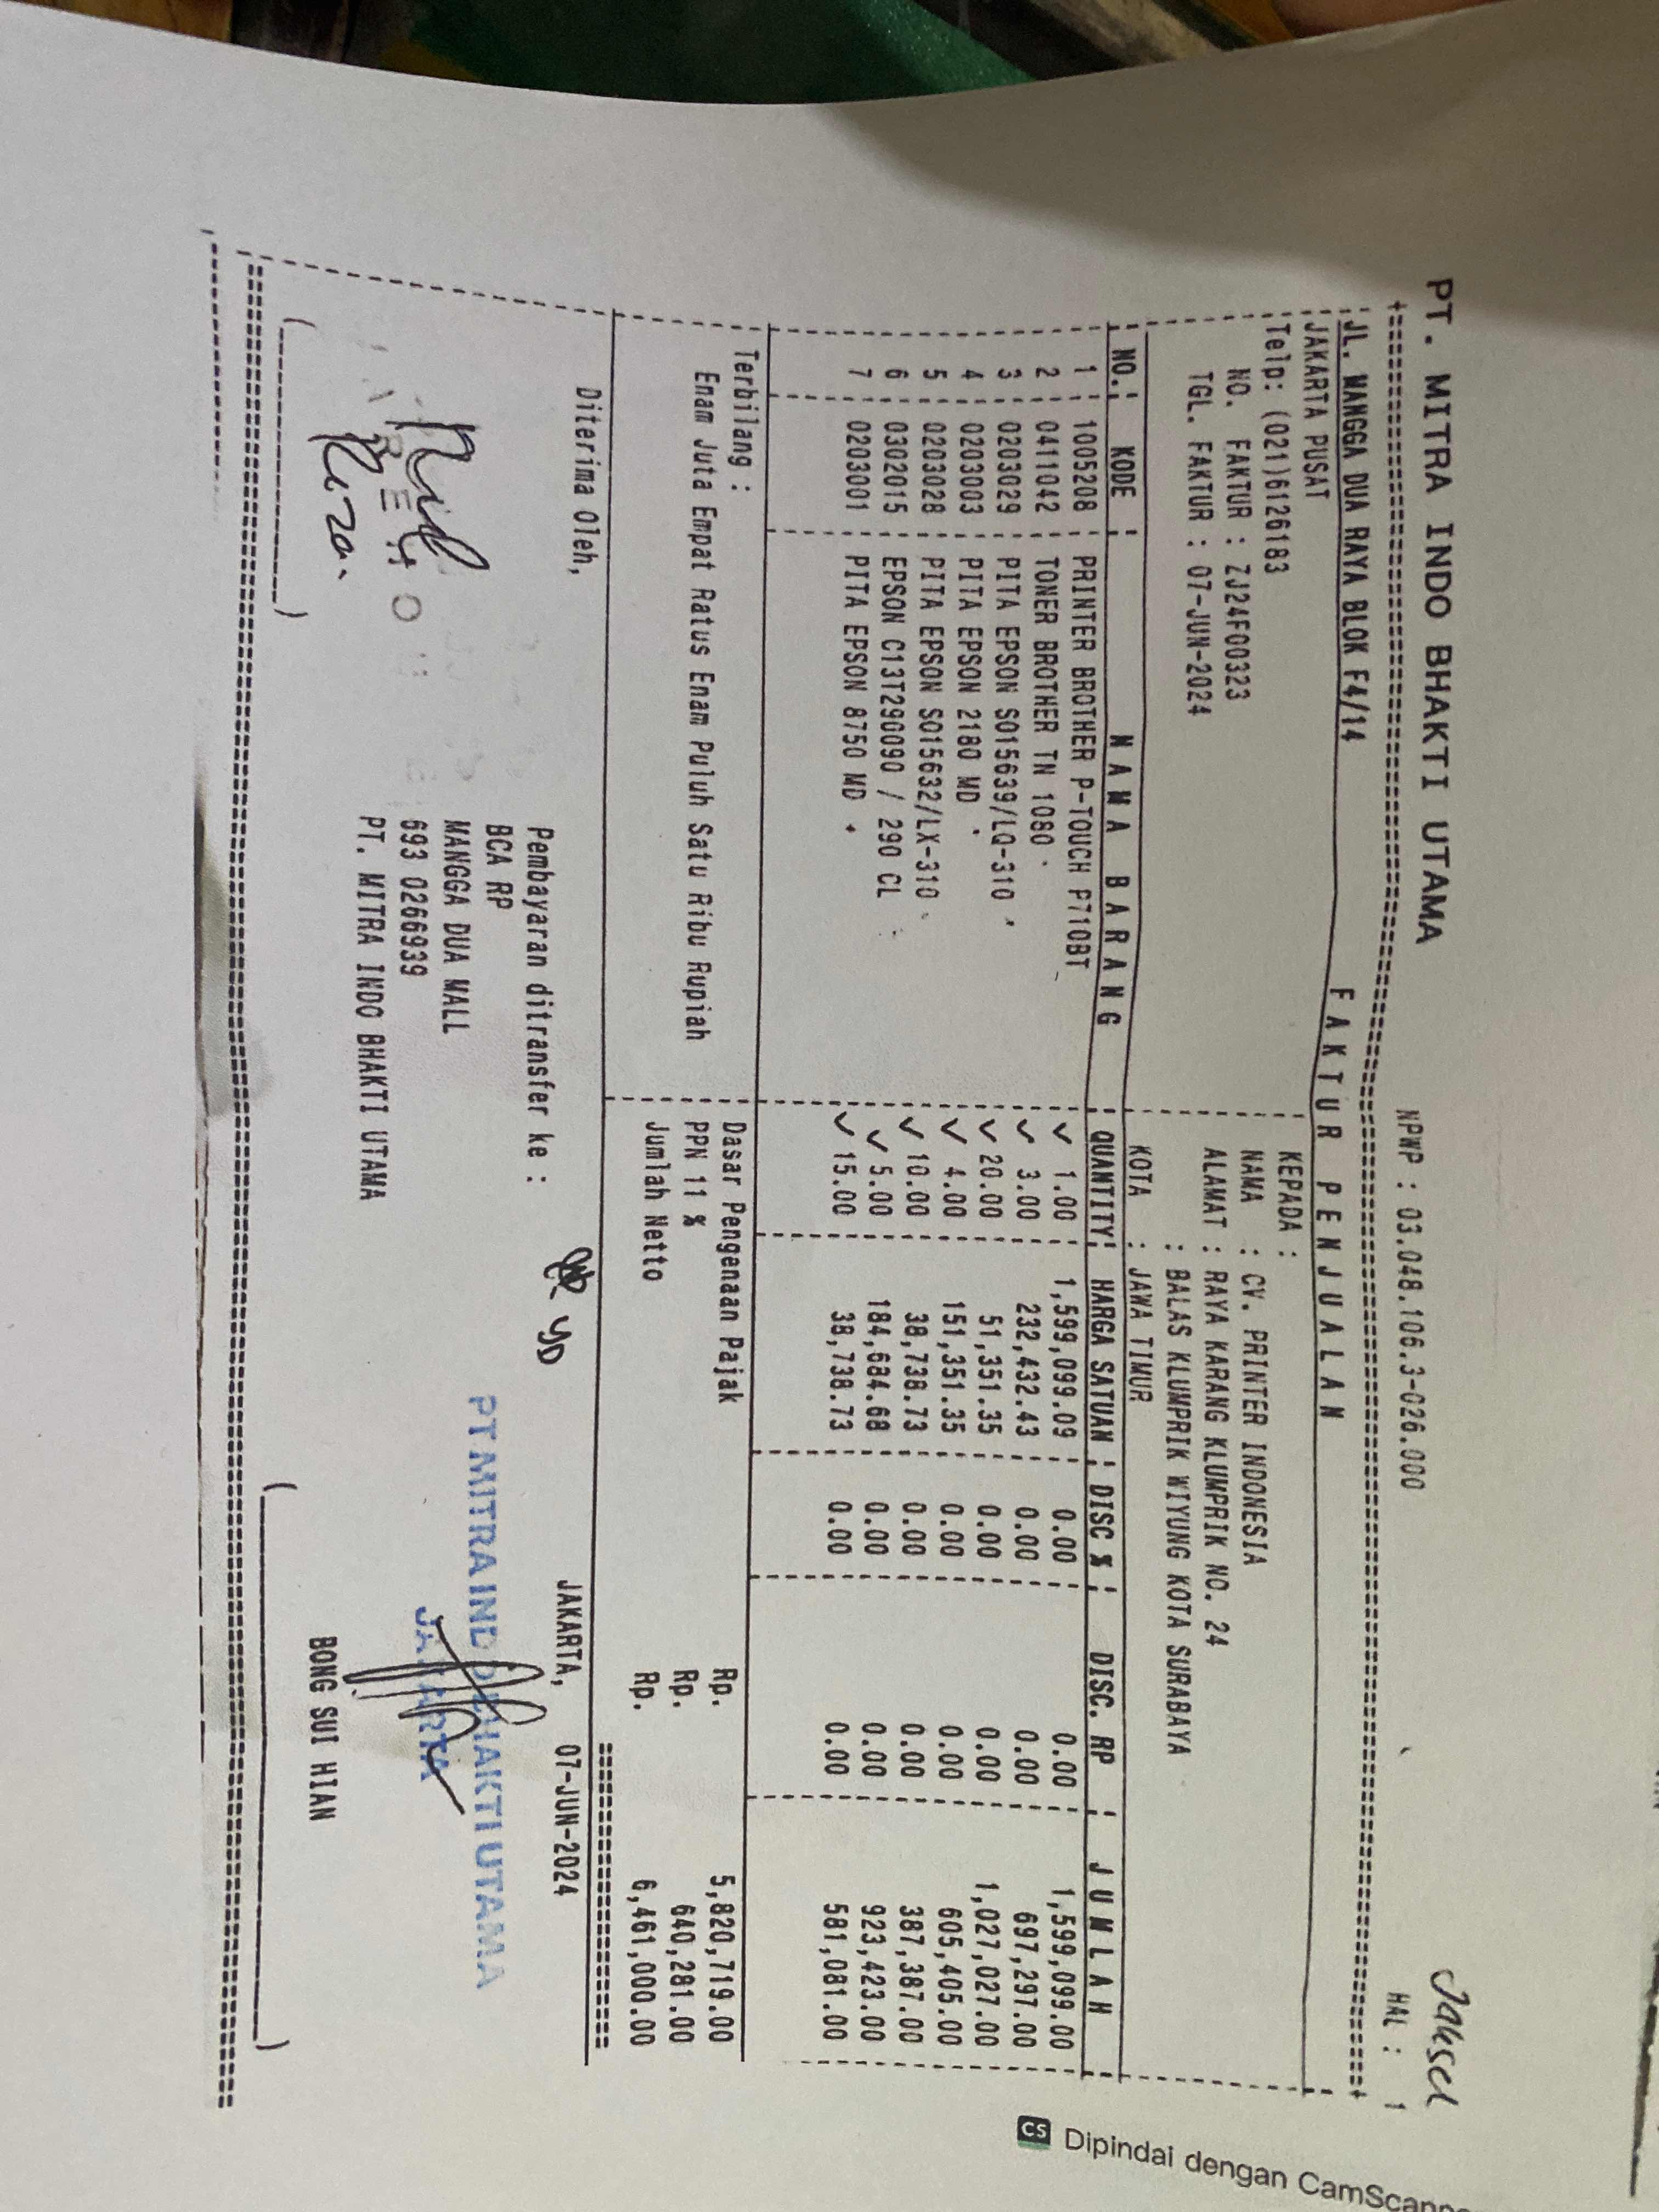 PT. MITRA INDO BHAKTI UTAMA
NPWP : 03.048.106.3-026.000
HAL : 1
JL. MANGGA DUA RAYA BLOK F4/14
F A K T U R P E N J U A L A N
JAKARTA PUSAT
Telp: (021)6126183
KEPADA :
NO. FAKTUR : ZJ24F00323
NAMA : CV. PRINTER INDONESIA
TGL. FAKTUR : 07-JUN-2024
ALAMAT : RAYA KARANG KLUMPRIK NO. 24
: BALAS KLUMPRIK WIYUNG KOTA SURABAYA
KOTA : JAWA TIMUR
NO. KODE N A M A B A R A N G QUANTITY HARGA SATUAN DISC % DISC. RP J U M L A H
1 1005208 PRINTER BROTHER P-TOUCH P710BT 1.00 1,599,099.09 0.00 0.00 1,599,099.00
2 0411042 TONER BROTHER TN 1080 3.00 232,432.43 0.00 0.00 697,297.00
3 0203029 PITA EPSON S015639/LQ-310 20.00 51,351.35 0.00 0.00 1,027,027.00
4 0203003 PITA EPSON 2180 MD 4.00 151,351.35 0.00 0.00 605,405.00
5 0203028 PITA EPSON S015632/LX-310 10.00 38,738.73 0.00 0.00 387,387.00
6 0302015 EPSON C13T290090 / 290 CL 5.00 184,684.68 0.00 0.00 923,423.00
7 0203001 PITA EPSON 8750 MD 15.00 38,738.73 0.00 0.00 581,081.00
Terbilang :
Dasar Pengenaan Pajak Rp. 5,820,719.00
Enam Juta Empat Ratus Enam Puluh Satu Ribu Rupiah
PPN 11 % Rp. 640,281.00
Jumlah Netto Rp. 6,461,000.00
Diterima Oleh,
JAKARTA, 07-JUN-2024
Pembayaran ditransfer ke :
BCA RP
MANGGA DUA MALL
693 0266939
PT. MITRA INDO BHAKTI UTAMA
PT MITRA INDO BHAKTI UTAMA
JAKARTA
BONG SUI HIAN
CS Dipindai dengan